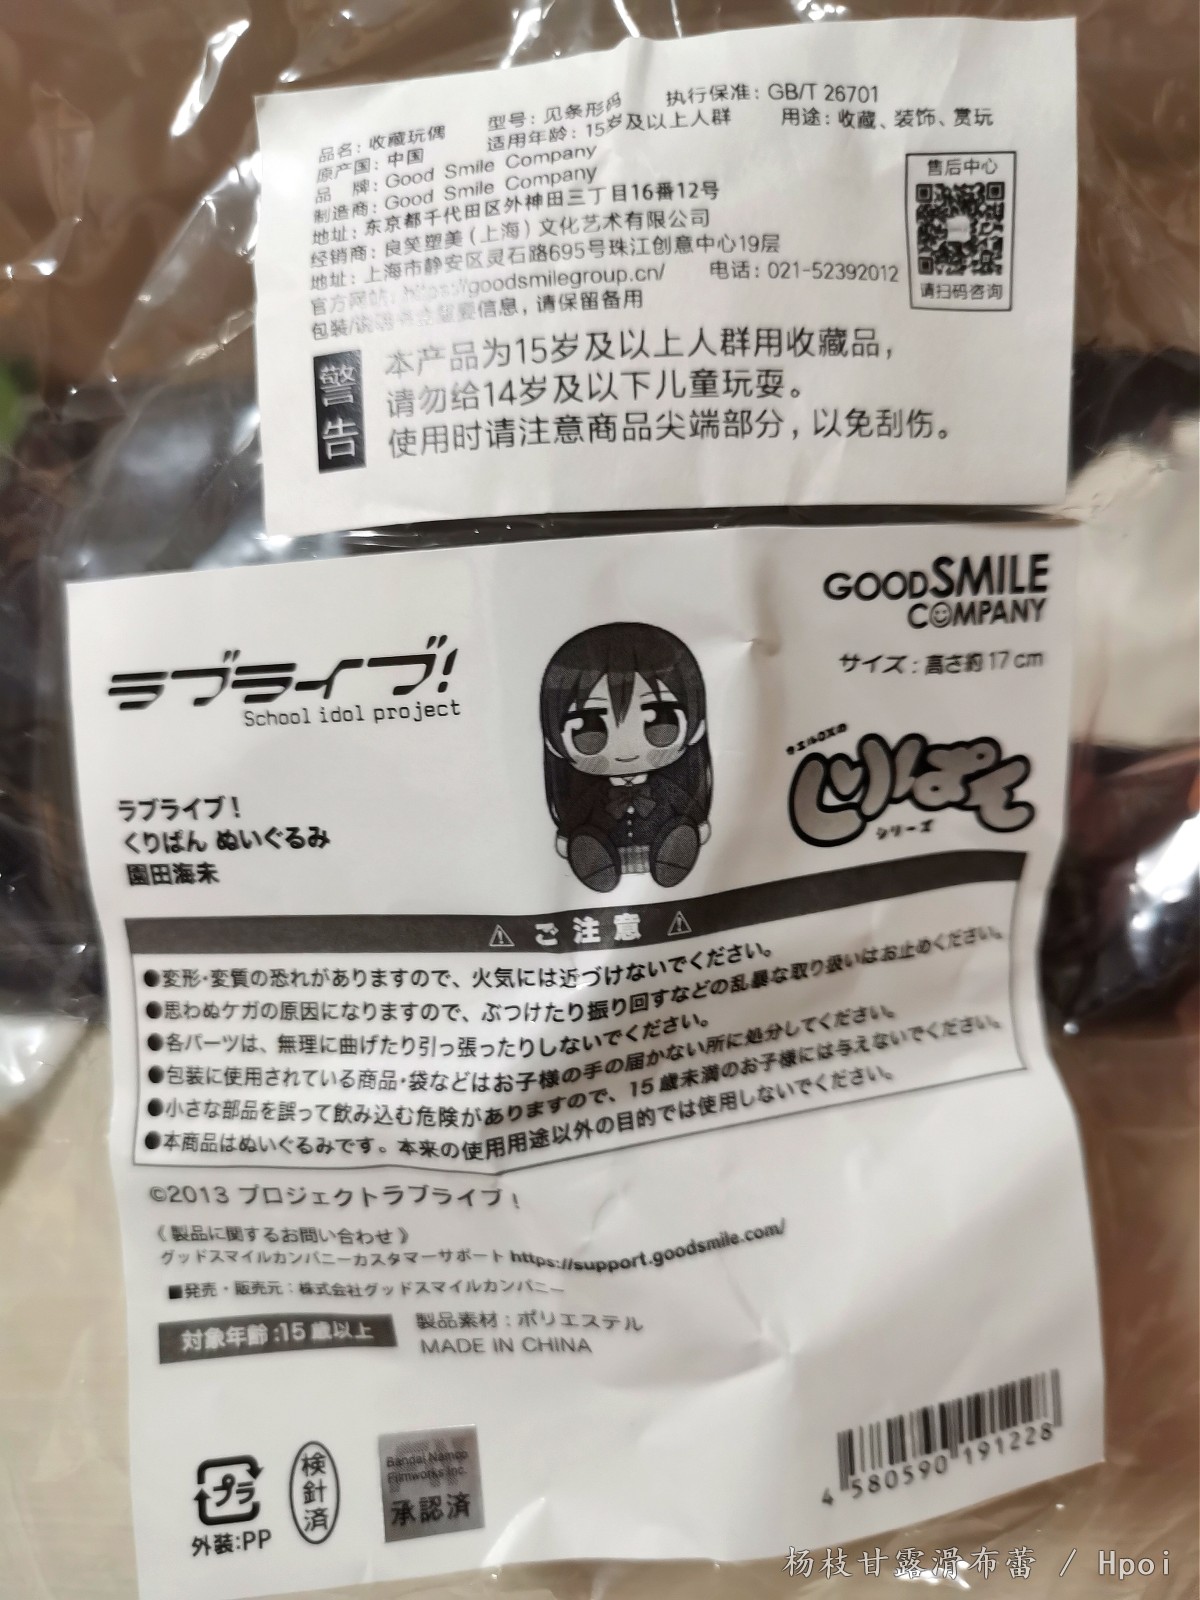 品名：收藏玩偶 型号：见条形码 执行保准：GB/T 26701
原产国：中国 适用年龄：15岁及以上人群 用途：收藏、装饰、赏玩
品 牌：Good Smile Company
制造商：Good Smile Company
地址：东京都千代田区外神田三丁目16番12号
经销商：良笑塑美（上海）文化艺术有限公司
地址：上海市静安区灵石路695号珠江创意中心19层
官方网站：https://goodsmilegroup.cn/ 电话：021-52392012
信息，请保留备用
售后中心
请扫码咨询
警告
本产品为15岁及以上人群用收藏品，
请勿给14岁及以下儿童玩耍。
使用时请注意商品尖端部分，以免刮伤。
GOOD SMILE
COMPANY
サイズ：高さ約17cm
ラブライブ!
School idol project
ラブライブ！
くりぱん ぬいぐるみ
園田海未
シリーズ
⚠ ご注意 ⚠
●変形・変質の恐れがありますので、火気には近づけないでください。
●思わぬケガの原因になりますので、ぶつけたり振り回すなどの乱暴な取り扱いはお止めください。
●各パーツは、無理に曲げたり引っ張ったりしないでください。
●包装に使用されている商品・袋などはお子様の手の届かない所に処分してください。
●小さな部品を誤って飲み込む危険がありますので、15歳未満のお子様には与えないでください。
●本商品はぬいぐるみです。本来の使用用途以外の目的では使用しないでください。
©2013 プロジェクトラブライブ！
《製品に関するお問い合わせ》
グッドスマイルカンパニーカスタマーサポート https://support.goodsmile.com/
■発売・販売元：株式会社グッドスマイルカンパニー
対象年齢:15歳以上
製品素材：ポリエステル
MADE IN CHINA
プラ
外装:PP
検針済
Bandai Namco
Filmworks Inc.
承認済
4 580590 191228
杨枝甘露滑布蕾 / Hpoi